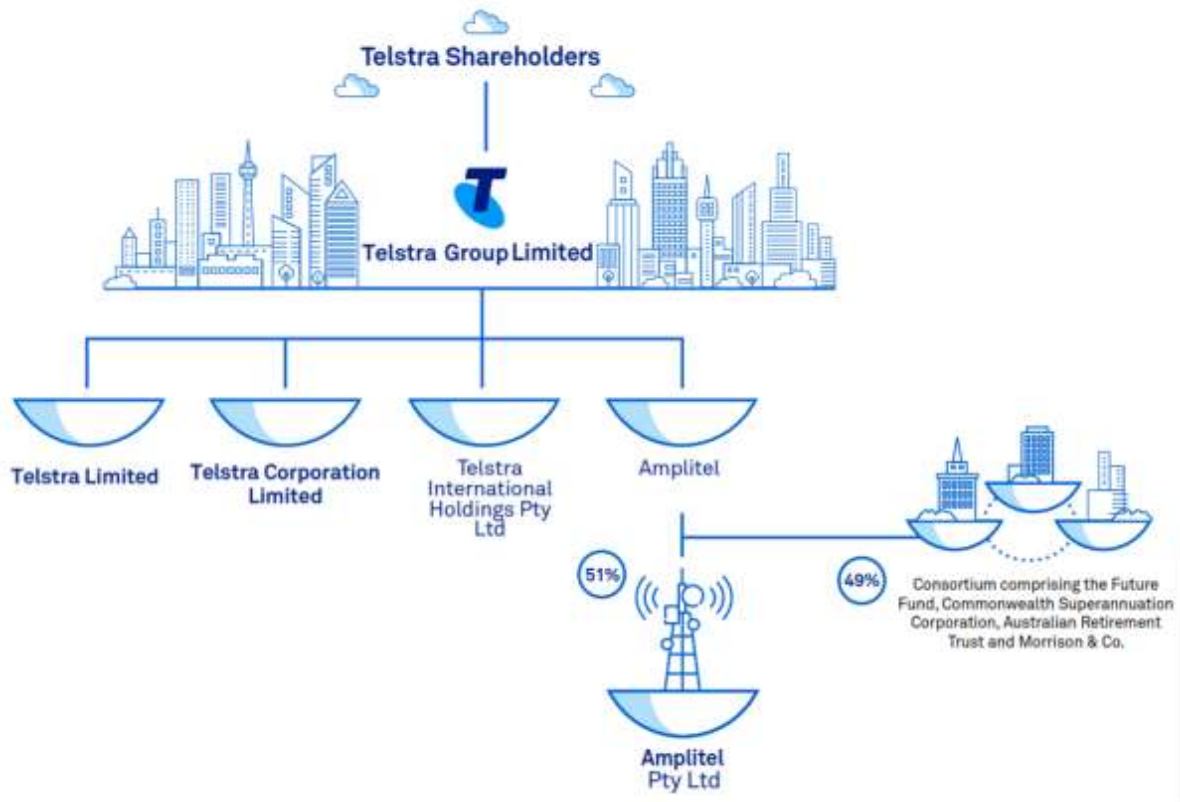 Telstra Shareholders
T
Telstra Group Limited
Telstra Limited
Telstra Corporation
Limited
Telstra
International
Holdings Pty
Ltd
Amplitel
51%
49%
Consortium comprising the Future
Fund, Commonwealth Superannuation
Corporation, Australian Retirement
Trust and Morrison & Co.
Amplitel
Pty Ltd